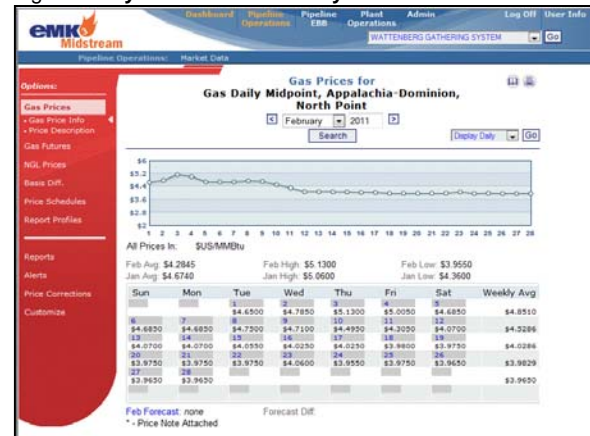 eMK
Midstream
Dashboard Pipeline Operations Pipeline EBB Plant Operations Admin Log Off User Info
WATTENBERG GATHERING SYSTEM Go
Pipeline Operations: Market Data
Options:
Gas Prices
- Gas Price Info
- Price Description
Gas Futures
NGL Prices
Basis Diff.
Price Schedules
Report Profiles
Reports
Alerts
Price Corrections
Customize
Gas Prices for
Gas Daily Midpoint, Appalachia-Dominion,
North Point
< February 2011 >
Search
Display Daily Go
$6
$5.2
$4.4
$3.6
$2.8
$2
1 2 3 4 5 6 7 8 9 10 11 12 13 14 15 16 17 18 19 20 21 22 23 24 25 26 27 28
All Prices In: $US/MMBtu
Feb Avg: $4.2845 Feb High: $5.1300 Feb Low: $3.9550
Jan Avg: $4.6740 Jan High: $5.0600 Jan Low: $4.3600
Sun Mon Tue Wed Thu Fri Sat Weekly Avg
1 2 3 4 5
$4.6500 $4.7850 $5.1300 $5.0050 $4.6850 $4.8510
6 7 8 9 10 11 12
$4.6850 $4.6850 $4.7500 $4.7100 $4.4950 $4.3050 $4.0700 $4.5286
13 14 15 16 17 18 19
$4.0700 $4.0700 $4.0550 $4.0250 $4.0250 $3.9800 $3.9750 $4.0286
20 21 22 23 24 25 26
$3.9750 $3.9750 $3.9750 $4.0600 $3.9550 $3.9750 $3.9650 $3.9829
27 28
$3.9650 $3.9650 $3.9650
Feb Forecast: none Forecast Diff:
* - Price Note Attached